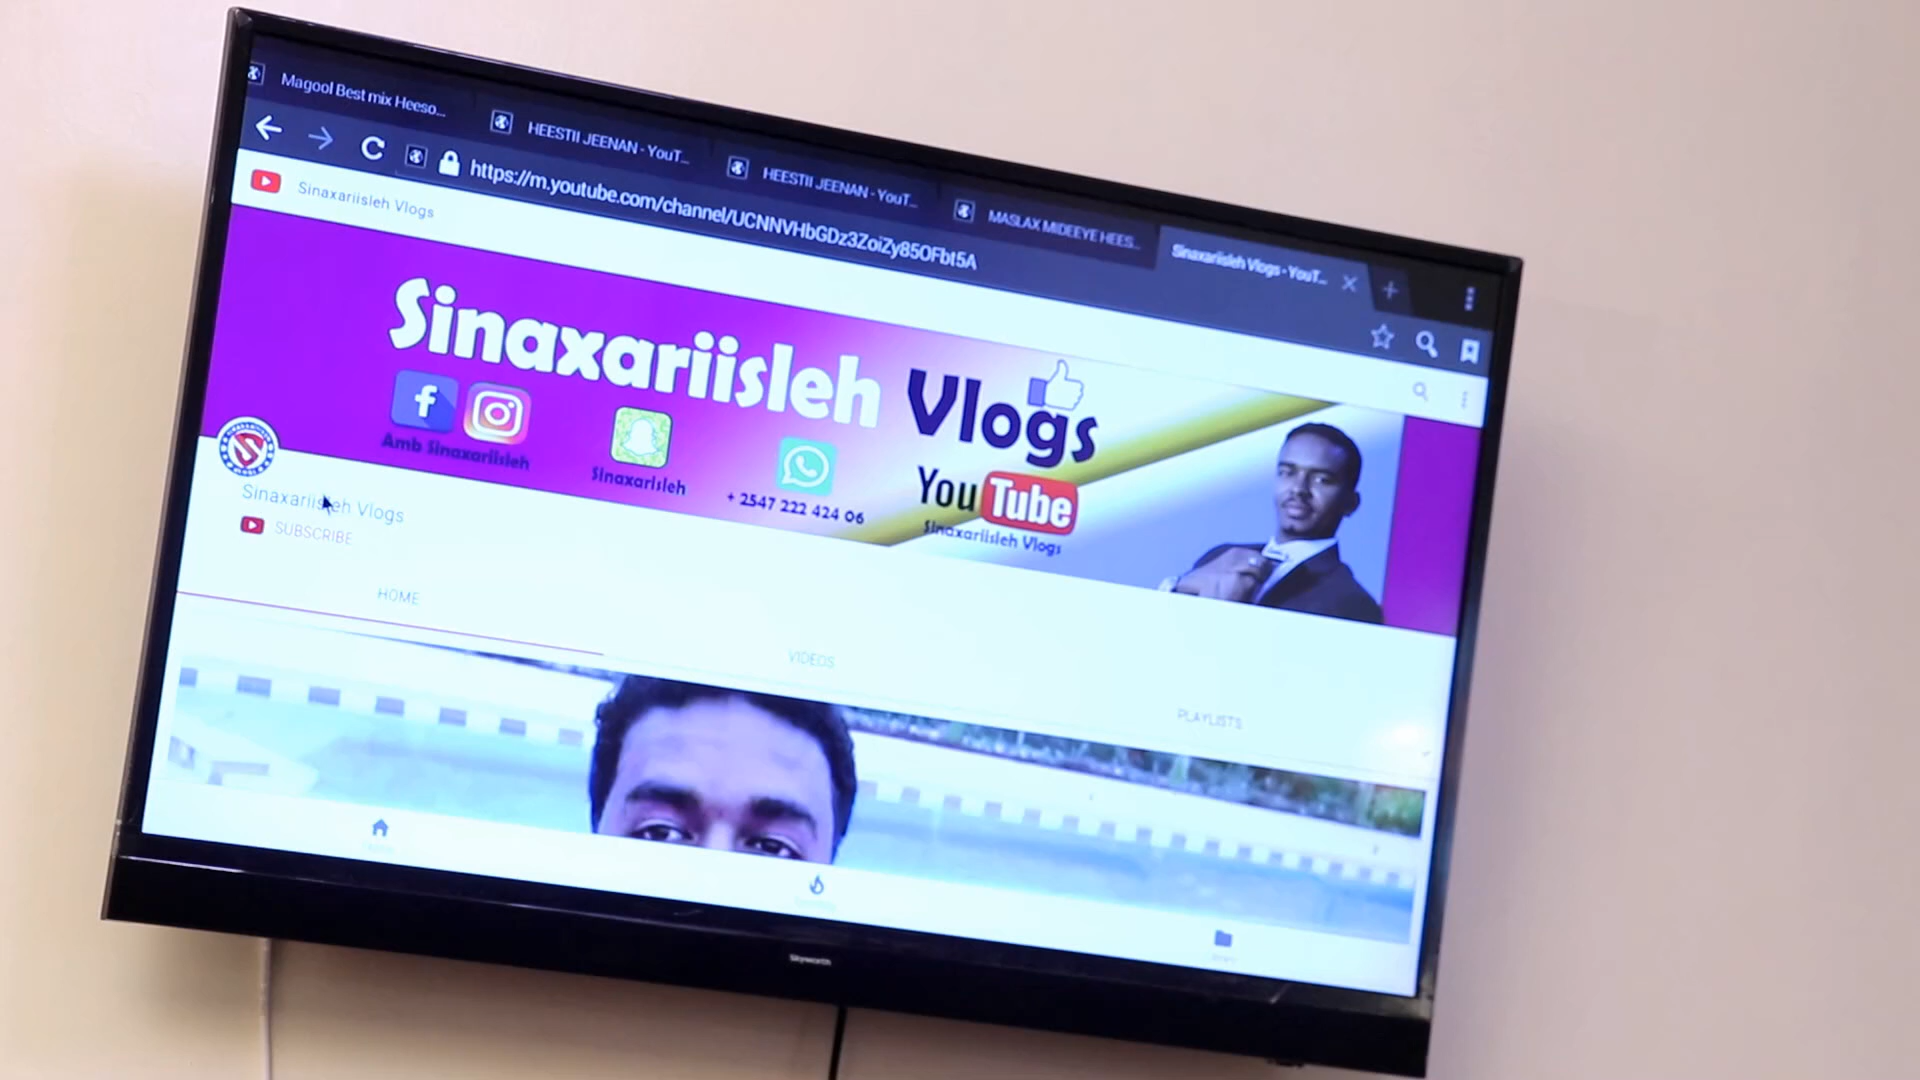 Magool Best mix Heeso...
HEESTII JEENAN - YouT...
HEESTII JEENAN - YouT...
MASLAX MIDEEYE HEES...
Sinaxariisleh Vlogs - YouT...
https://m.youtube.com/channel/UCNNVHbGDz3ZoiZy85OFbt5A
Sinaxariisleh Vlogs
Sinaxariisleh Vlogs
Amb Sinaxariisleh
Sinaxarisleh
+ 2547 222 424 06
YouTube
Sinaxariisleh Vlogs
Sinaxariisleh Vlogs
SUBSCRIBE
HOME
VIDEOS
PLAYLISTS
Skyworth